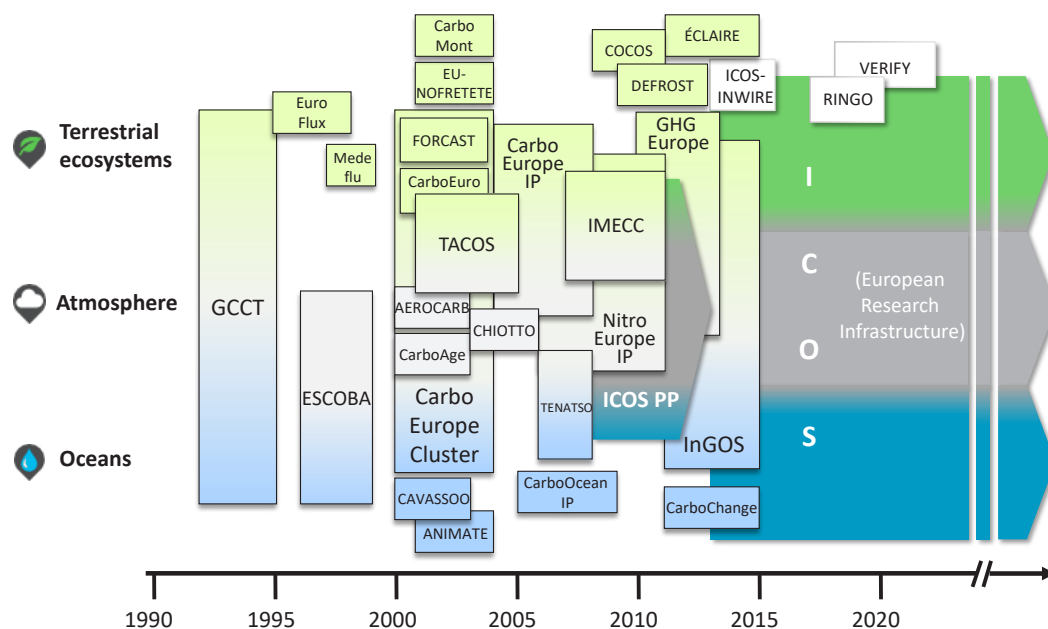 Carbo
Mont
EU-
NOFRETETE
COCOS
ÉCLAIRE
DEFROST
ICOS-
INWIRE
VERIFY
RINGO
Terrestrial
ecosystems
Euro
Flux
Mede
flu
FORCAST
CarboEuro
Carbo
Europe
IP
GHG
Europe
I
TACOS
IMECC
Atmosphere
GCCT
AEROCARB
CHIOTTO
CarboAge
Nitro
Europe
IP
C
(European
Research
Infrastructure)
O
ESCOBA
Carbo
Europe
Cluster
TENATSO
ICOS PP
InGOS
S
Oceans
CAVASSOO
ANIMATE
CarboOcean
IP
CarboChange
1990
1995
2000
2005
2010
2015
2020